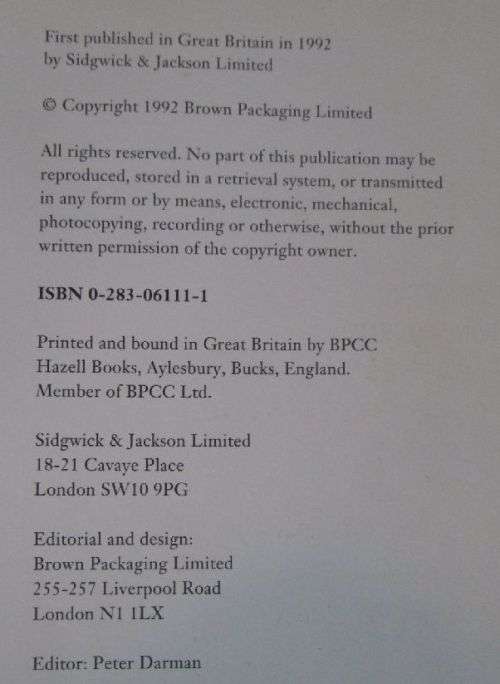 First published in Great Britain in 1992
by Sidgwick & Jackson Limited
© Copyright 1992 Brown Packaging Limited
All rights reserved. No part of this publication may be
reproduced, stored in a retrieval system, or transmitted
in any form or by means, electronic, mechanical,
photocopying, recording or otherwise, without the prior
written permission of the copyright owner.
ISBN 0-283-06111-1
Printed and bound in Great Britain by BPCC
Hazell Books, Aylesbury, Bucks, England.
Member of BPCC Ltd.
Sidgwick & Jackson Limited
18-21 Cavaye Place
London SW10 9PG
Editorial and design:
Brown Packaging Limited
255-257 Liverpool Road
London N1 1LX
Editor: Peter Darman